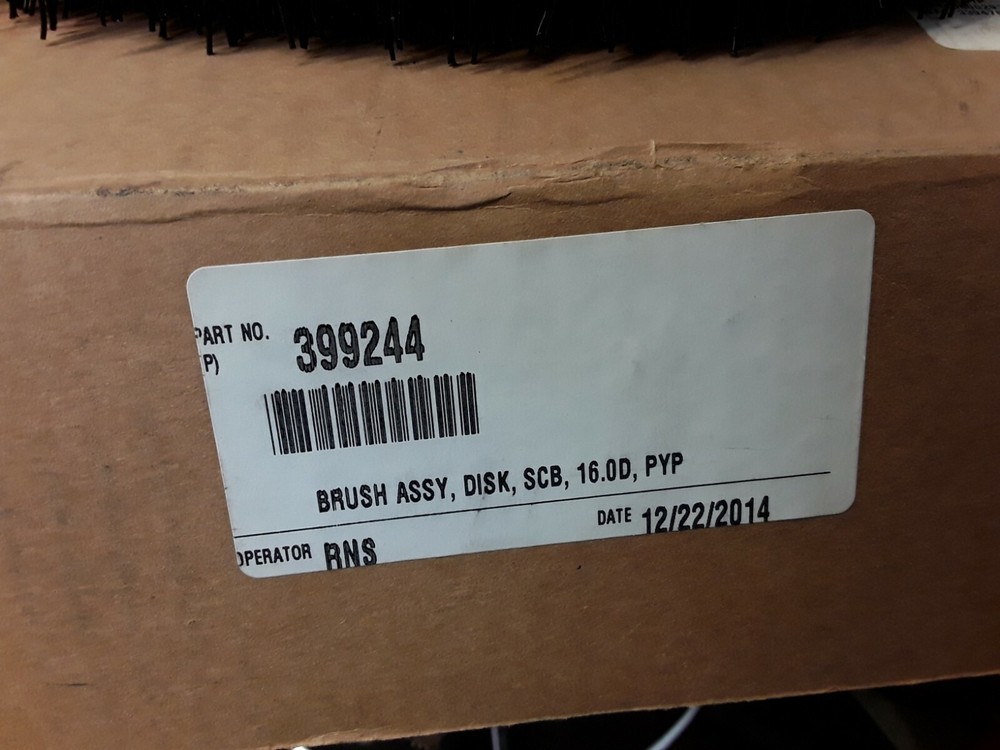 PART NO. 399244
P)
BRUSH ASSY, DISK, SCB, 16.0D, PYP
DATE 12/22/2014
OPERATOR RNS